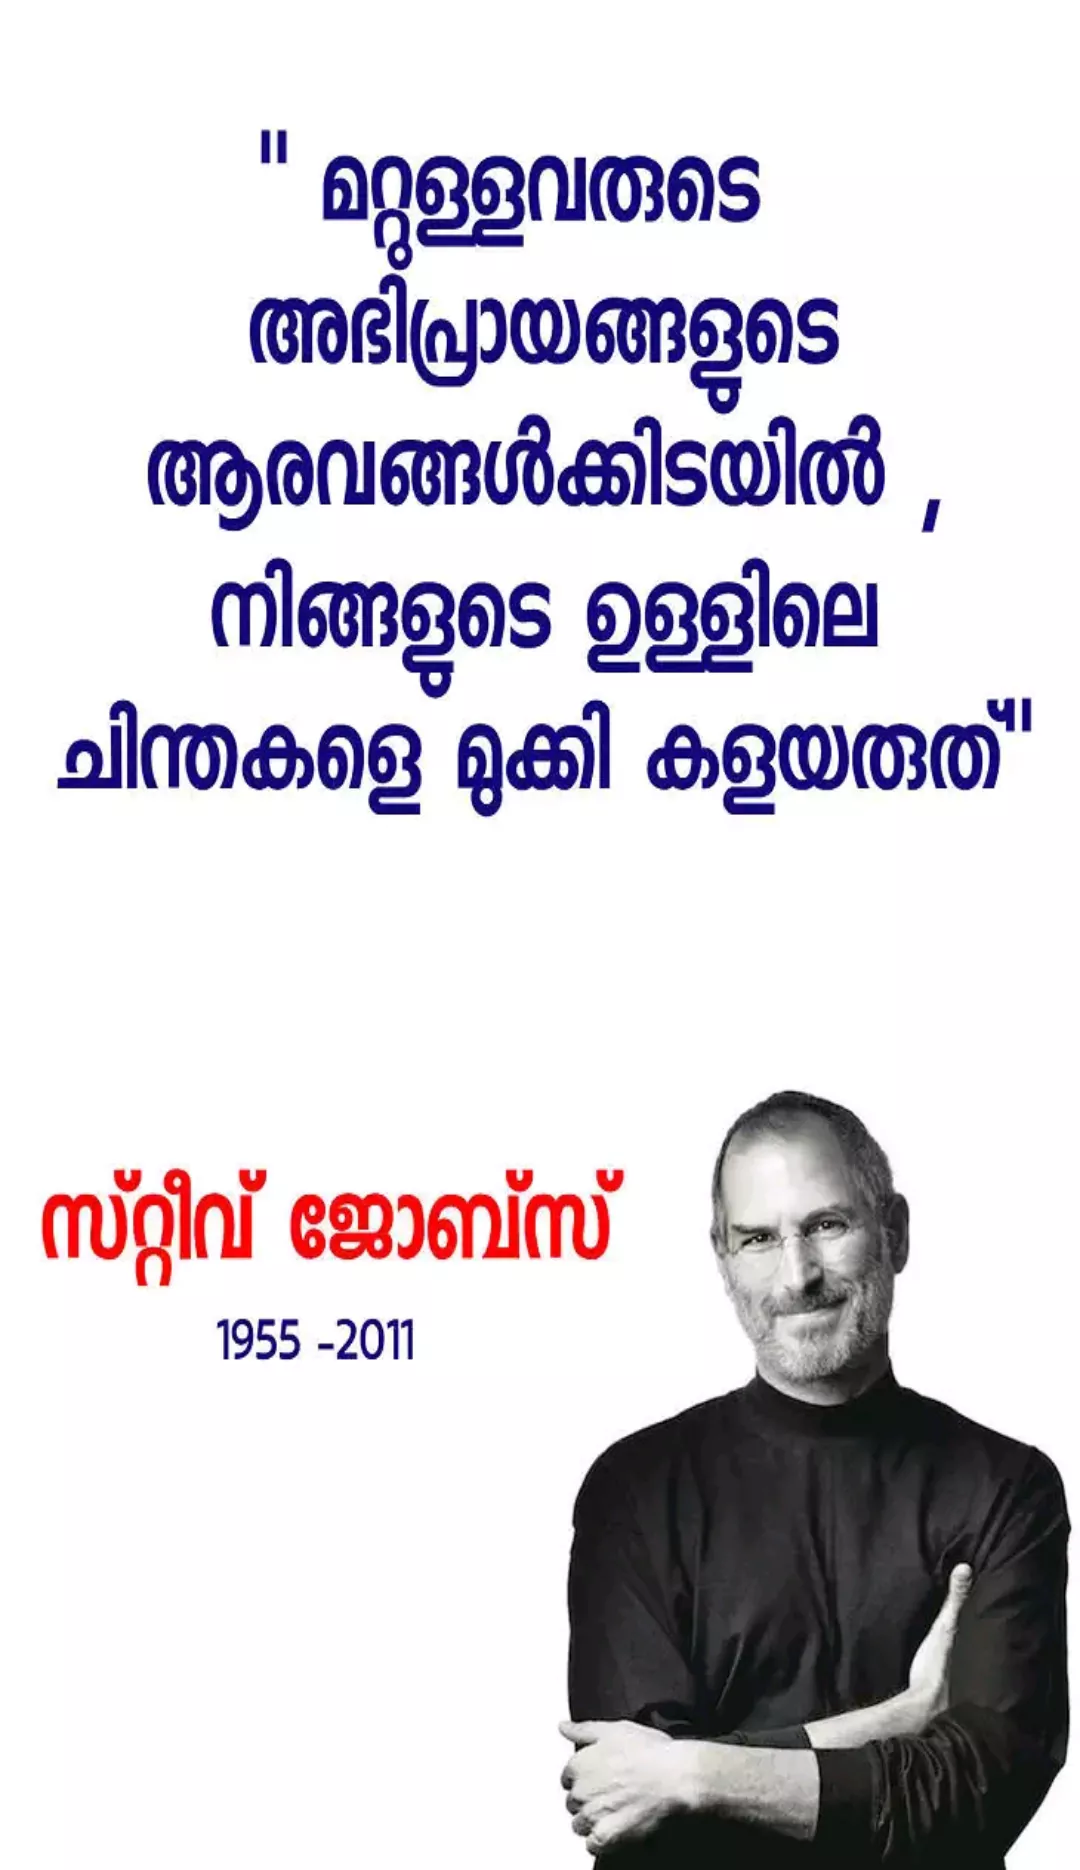 " മറ്റുള്ളവരുടെ
അഭിപ്രായങ്ങളുടെ
ആരവങ്ങൾക്കിടയിൽ ,
നിങ്ങളുടെ ഉള്ളിലെ
ചിന്തകളെ മുക്കി കളയരുത്"
സ്റ്റീവ് ജോബ്സ്
1955 -2011